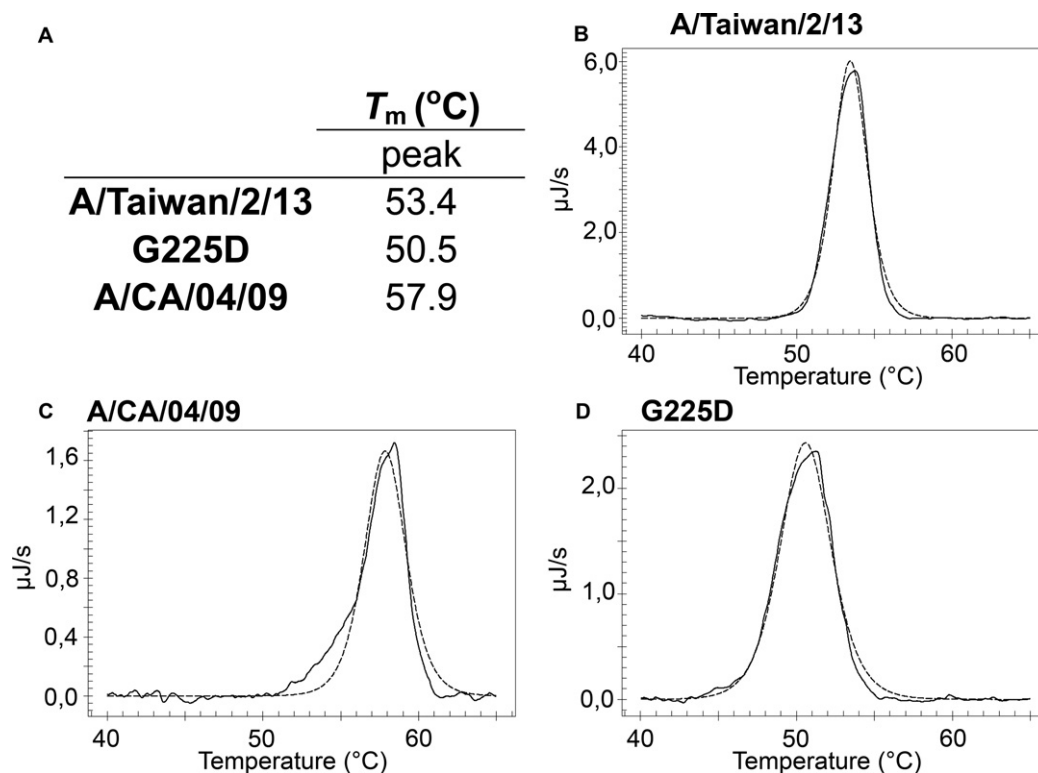 A
Tm (°C)
peak
A/Taiwan/2/13 53.4
G225D 50.5
A/CA/04/09 57.9
B A/Taiwan/2/13
6,0
4,0
2,0
0,0
µJ/s
40 50 60
Temperature (°C)
C A/CA/04/09
1,6
1,2
0,8
0,4
0,0
µJ/s
40 50 60
Temperature (°C)
D G225D
2,0
1,0
0,0
µJ/s
40 50 60
Temperature (°C)